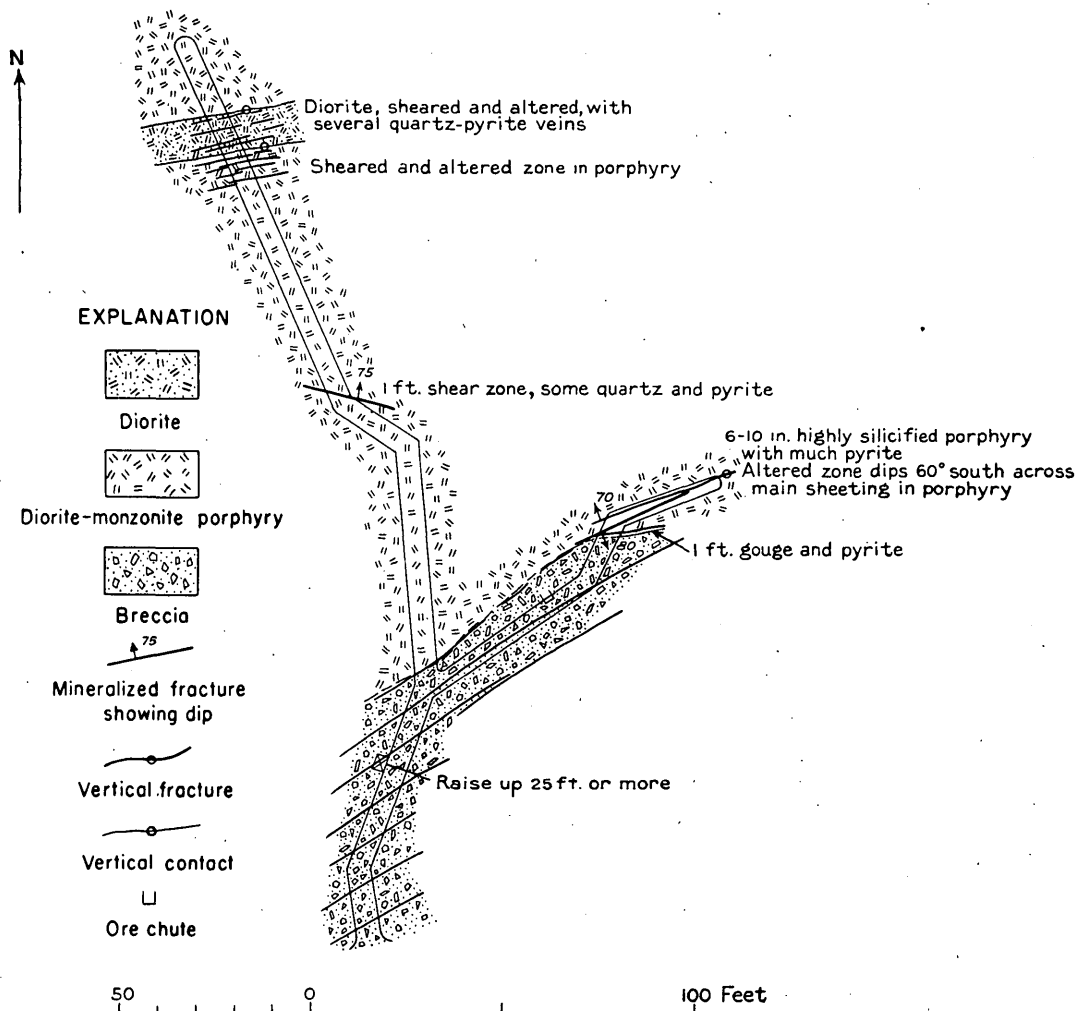 N
Diorite, sheared and altered, with
several quartz-pyrite veins
Sheared and altered zone in porphyry
75
1 ft. shear zone, some quartz and pyrite
6-10 in. highly silicified porphyry
with much pyrite
Altered zone dips 60° south across
main sheeting in porphyry
70
80
1 ft. gouge and pyrite
Raise up 25 ft. or more
EXPLANATION
Diorite
Diorite-monzonite porphyry
Breccia
75
Mineralized fracture
showing dip
Vertical fracture
Vertical contact
Ore chute
50 0 100 Feet